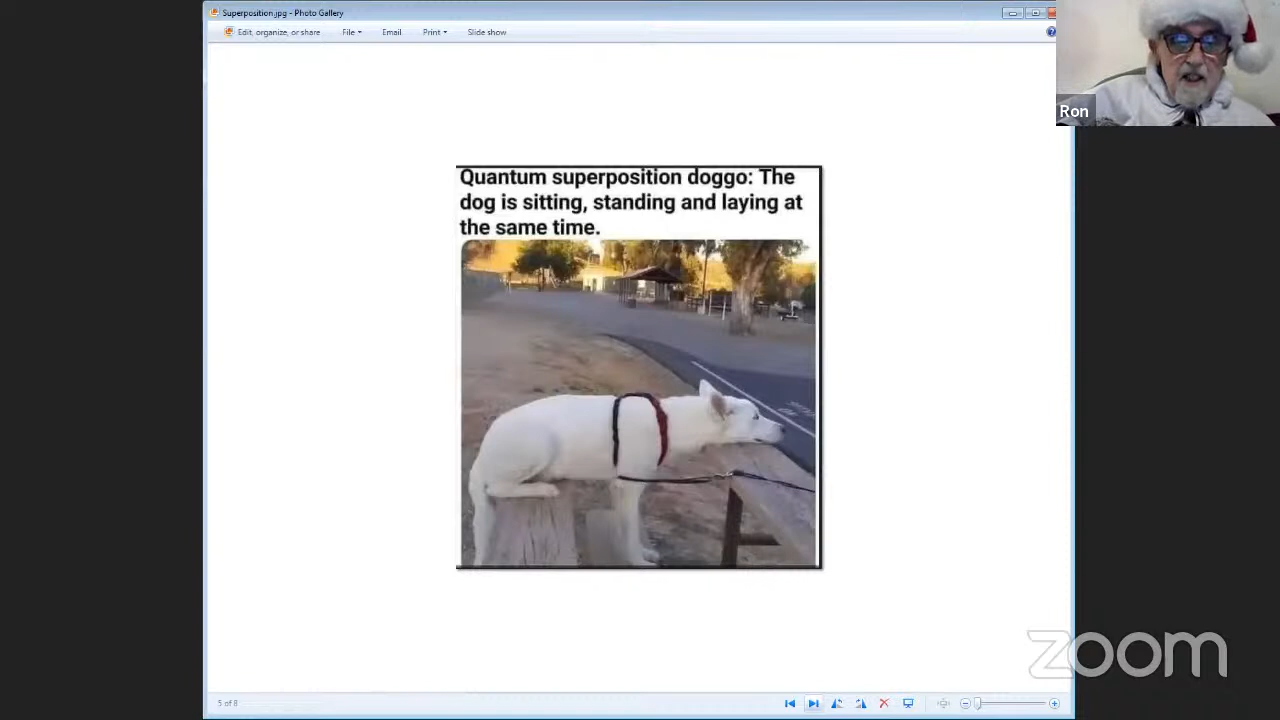 Superposition.jpg - Photo Gallery
Edit, organize, or share File Email Print Slide show
Ron
Quantum superposition doggo: The
dog is sitting, standing and laying at
the same time.
5 of 8
zoom